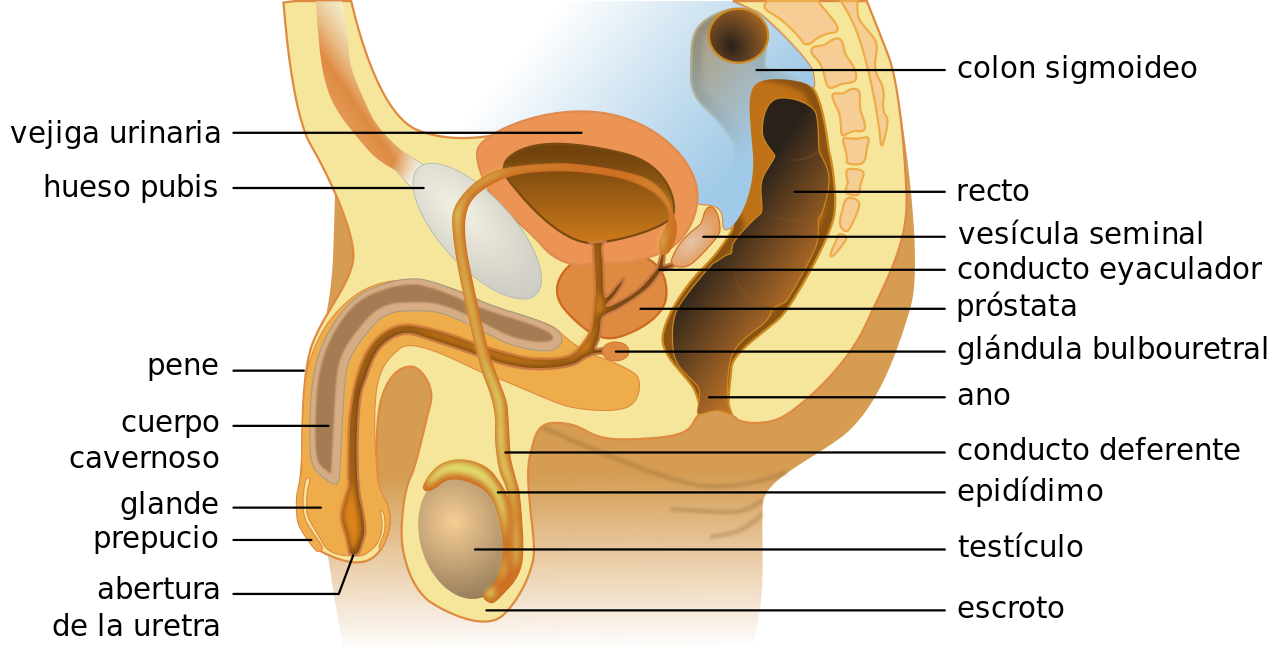 vejiga urinaria
hueso pubis
pene
cuerpo
cavernoso
glande
prepucio
abertura
de la uretra
colon sigmoideo
recto
vesícula seminal
conducto eyaculador
próstata
glándula bulbouretral
ano
conducto deferente
epidídimo
testículo
escroto